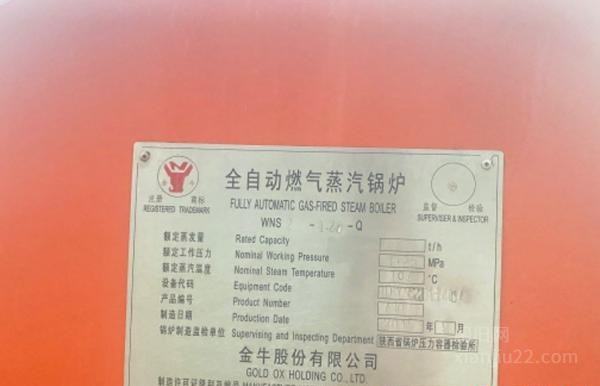 全自动燃气蒸汽锅炉
FULLY AUTOMATIC GAS-FIRED STEAM BOILER
注册 商标
REGISTERED TRADEMARK
监督 检验
SUPERVISER & INSPECTOR
WNS - -Q
额定蒸发量 Rated Capacity t/h
额定工作压力 Nominal Working Pressure MPa
额定蒸汽温度 Nominal Steam Temperature °C
设备代码 Equipment Code
产品编号 Product Number
制造日期 Production Date 年 月
锅炉制造监检单位 Supervising and Inspecting Department 陕西省锅炉压力容器检验所
金牛股份有限公司
GOLD OX HOLDING CO.,LTD.
xianjiu22.com